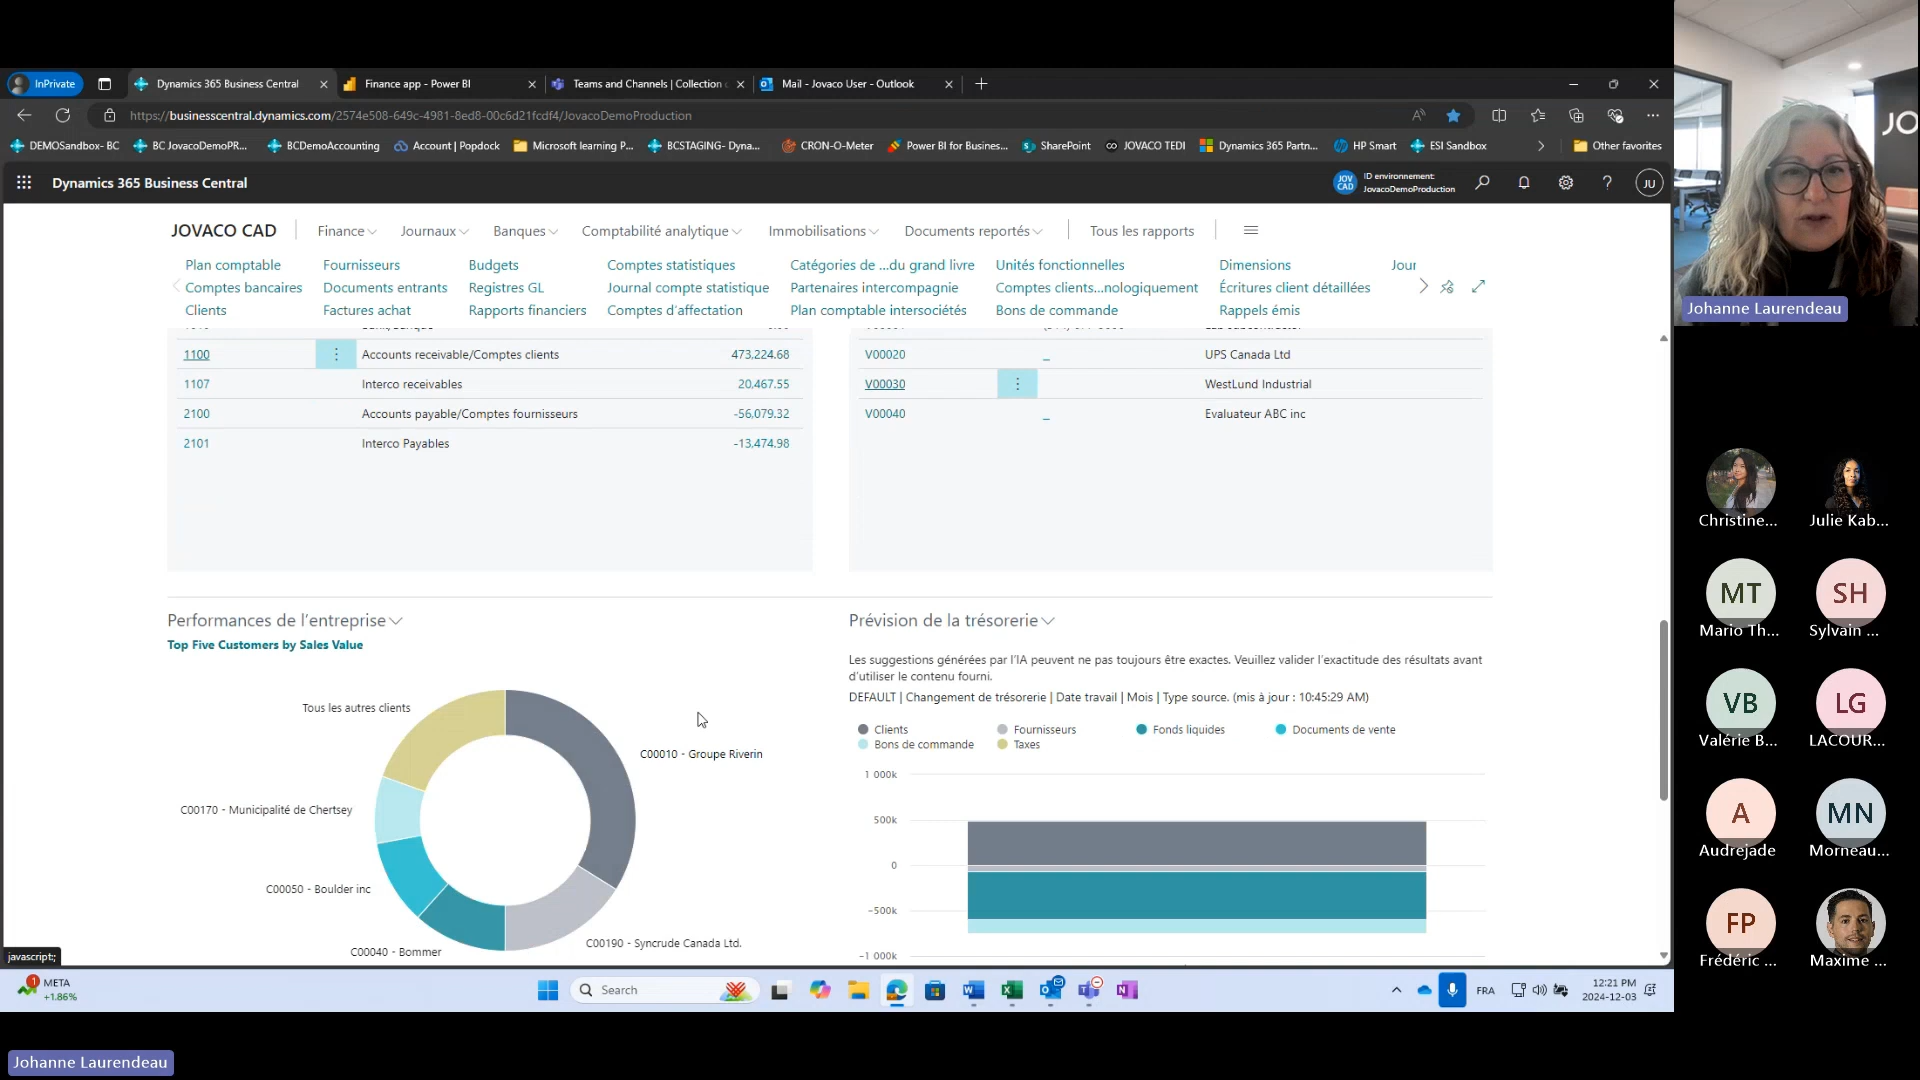 InPrivate
Dynamics 365 Business Central
Finance app - Power BI
Teams and Channels | Collection
Mail - Jovaco User - Outlook
https://businesscentral.dynamics.com/2574e508-649c-4981-8ed8-00c6d21fcdf4/JovacoDemoProduction
DEMOSandbox- BC
BC JovacoDemoPR...
BCDemoAccounting
Account | Popdock
Microsoft learning P...
BCSTAGING- Dyna...
CRON-O-Meter
Power BI for Busines...
SharePoint
JOVACO TEDI
Dynamics 365 Partn...
HP Smart
ESI Sandbox
Other favorites
Dynamics 365 Business Central
JOV
CAD
ID environnement:
JovacoDemoProduction
JU
JOVACO CAD
Finance
Journaux
Banques
Comptabilité analytique
Immobilisations
Documents reportés
Tous les rapports
Plan comptable
Fournisseurs
Budgets
Comptes statistiques
Catégories de ...du grand livre
Unités fonctionnelles
Dimensions
Jour
Comptes bancaires
Documents entrants
Registres GL
Journal compte statistique
Partenaires intercompagnie
Comptes clients...nologiquement
Écritures client détaillées
Clients
Factures achat
Rapports financiers
Comptes d'affectation
Plan comptable intersociétés
Bons de commande
Rappels émis
1100
Accounts receivable/Comptes clients
473,224.68
1107
Interco receivables
20,467.55
2100
Accounts payable/Comptes fournisseurs
-56,079.32
2101
Interco Payables
-13,474.98
V00020
_
UPS Canada Ltd
V00030
WestLund Industrial
V00040
_
Evaluateur ABC inc
Performances de l'entreprise
Top Five Customers by Sales Value
Tous les autres clients
C00010 - Groupe Riverin
C00170 - Municipalité de Chertsey
C00050 - Boulder inc
C00190 - Syncrude Canada Ltd.
C00040 - Bommer
Prévision de la trésorerie
Les suggestions générées par l'IA peuvent ne pas toujours être exactes. Veuillez valider l'exactitude des résultats avant
d'utiliser le contenu fourni.
DEFAULT | Changement de trésorerie | Date travail | Mois | Type source. (mis à jour : 10:45:29 AM)
Clients
Fournisseurs
Fonds liquides
Documents de vente
Bons de commande
Taxes
1 000k
500k
0
-500k
-1 000k
javascript:;
1
META
+1.86%
Search
FRA
12:21 PM
2024-12-03
JO
Johanne Laurendeau
Christine...
Julie Kab...
MT
Mario Th...
SH
Sylvain ...
VB
Valérie B...
LG
LACOUR...
A
Audrejade
MN
Morneau...
FP
Frédéric ...
Maxime ...
Johanne Laurendeau